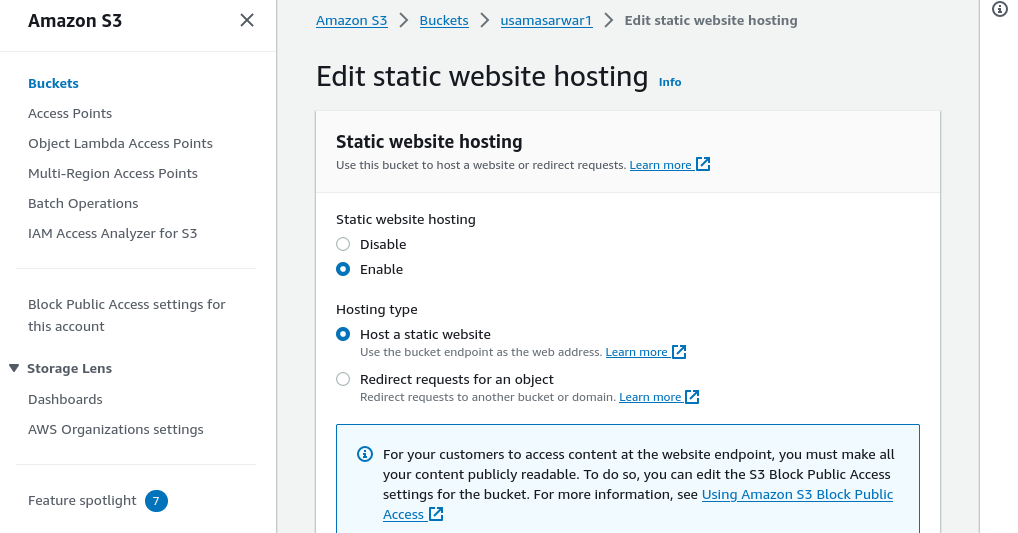 Amazon S3
Buckets
Access Points
Object Lambda Access Points
Multi-Region Access Points
Batch Operations
IAM Access Analyzer for S3
Block Public Access settings for
this account
Storage Lens
Dashboards
AWS Organizations settings
Feature spotlight 7
Amazon S3 > Buckets > usamasarwar1 > Edit static website hosting
Edit static website hosting Info
Static website hosting
Use this bucket to host a website or redirect requests. Learn more
Static website hosting
Disable
Enable
Hosting type
Host a static website
Use the bucket endpoint as the web address. Learn more
Redirect requests for an object
Redirect requests to another bucket or domain. Learn more
For your customers to access content at the website endpoint, you must make all
your content publicly readable. To do so, you can edit the S3 Block Public Access
settings for the bucket. For more information, see Using Amazon S3 Block Public
Access